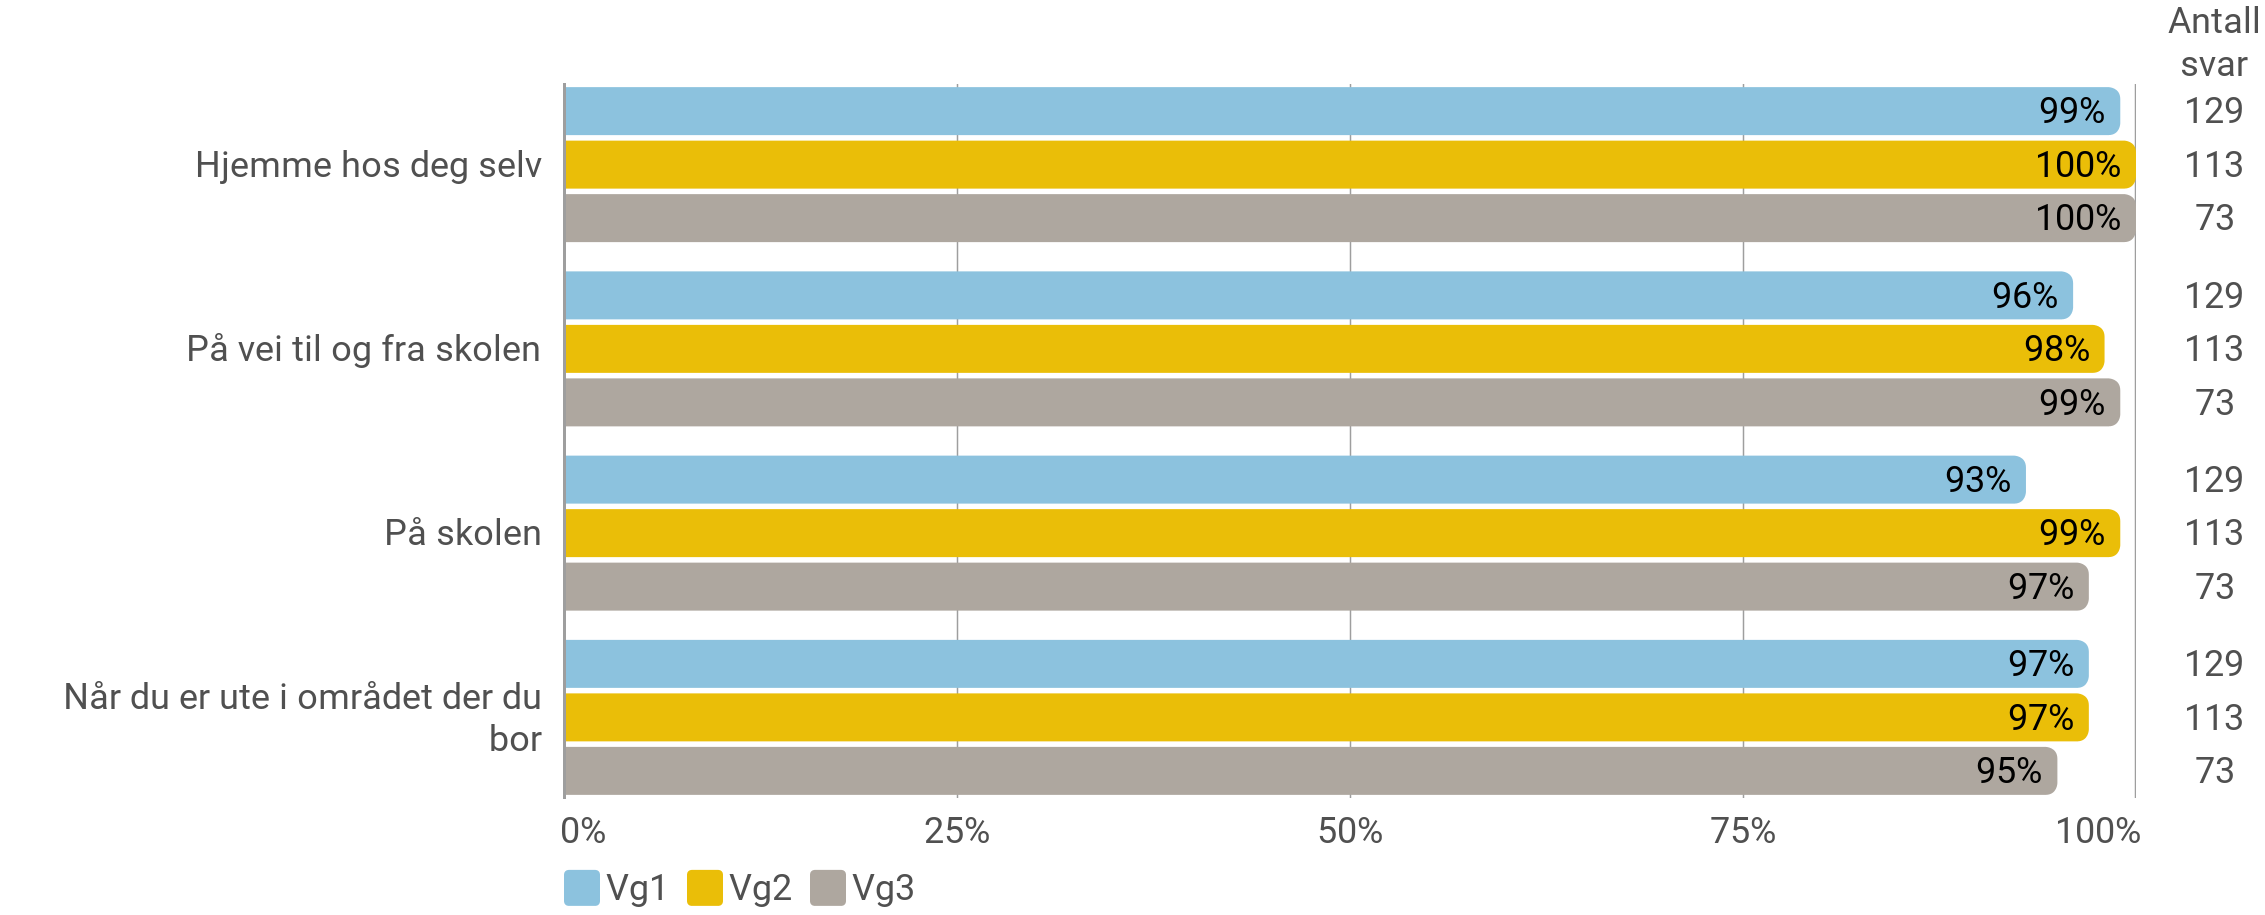 Antall
svar
99% 129
Hjemme hos deg selv 100% 113
100% 73
96% 129
På vei til og fra skolen 98% 113
99% 73
93% 129
På skolen 99% 113
97% 73
97% 129
Når du er ute i området der du
bor
97% 113
95% 73
0% 25% 50% 75% 100%
Vg1 Vg2 Vg3